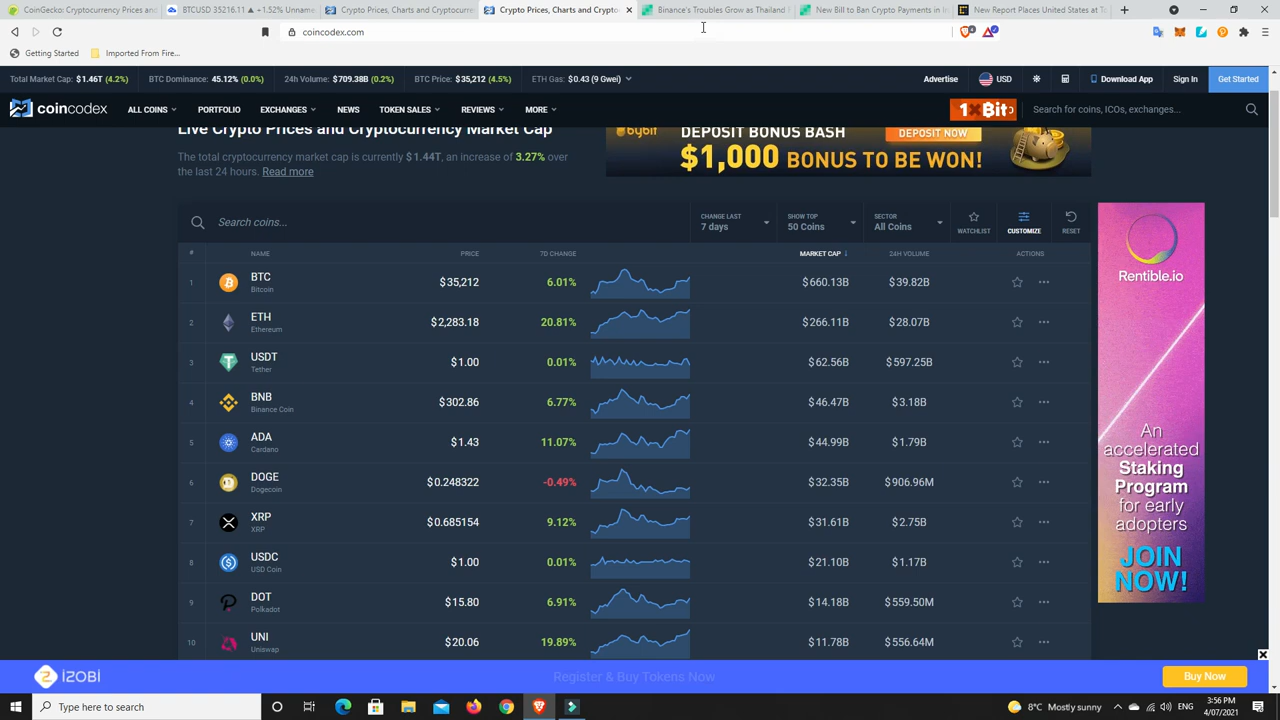 CoinGecko: Cryptocurrency Prices and
BTCUSD 35216.11 ▲ +1.52% Unname
Crypto Prices, Charts and Cryptocurre
Crypto Prices, Charts and Crypto
Binance's Troubles Grow as Thailand
New Bill to Ban Crypto Payments in
New Report Places United States at
coincodex.com
Getting Started
Imported From Fire...
Total Market Cap: $1.46T (4.2%)
BTC Dominance: 45.12% (0.0%)
24h Volume: $709.38B (0.2%)
BTC Price: $35,212 (4.5%)
ETH Gas: $0.43 (9 Gwei)
Advertise
USD
Download App
Sign In
Get Started
coincodex
ALL COINS
PORTFOLIO
EXCHANGES
NEWS
TOKEN SALES
REVIEWS
MORE
1XBit
Search for coins, ICOs, exchanges...
Live Crypto Prices and Cryptocurrency Market Cap
The total cryptocurrency market cap is currently $1.44T, an increase of 3.27% over
the last 24 hours. Read more
bybit
DEPOSIT BONUS BASH
DEPOSIT NOW
$1,000 BONUS TO BE WON!
Search coins...
CHANGE LAST
7 days
SHOW TOP
50 Coins
SECTOR
All Coins
WATCHLIST
CUSTOMIZE
RESET
# NAME PRICE 7D CHANGE MARKET CAP ↓ 24H VOLUME ACTIONS
1 BTC $35,212 6.01% $660.13B $39.82B
Bitcoin
2 ETH $2,283.18 20.81% $266.11B $28.07B
Ethereum
3 USDT $1.00 0.01% $62.56B $597.25B
Tether
4 BNB $302.86 6.77% $46.47B $3.18B
Binance Coin
5 ADA $1.43 11.07% $44.99B $1.79B
Cardano
6 DOGE $0.248322 -0.49% $32.35B $906.96M
Dogecoin
7 XRP $0.685154 9.12% $31.61B $2.75B
XRP
8 USDC $1.00 0.01% $21.10B $1.17B
USD Coin
9 DOT $15.80 6.91% $14.18B $559.50M
Polkadot
10 UNI $20.06 19.89% $11.78B $556.64M
Uniswap
Rentible.io
An
accelerated
Staking
Program
for early
adopters
JOIN
NOW!
IZOBI
Register & Buy Tokens Now
Buy Now
Type here to search
8°C Mostly sunny
ENG
3:56 PM
4/07/2021